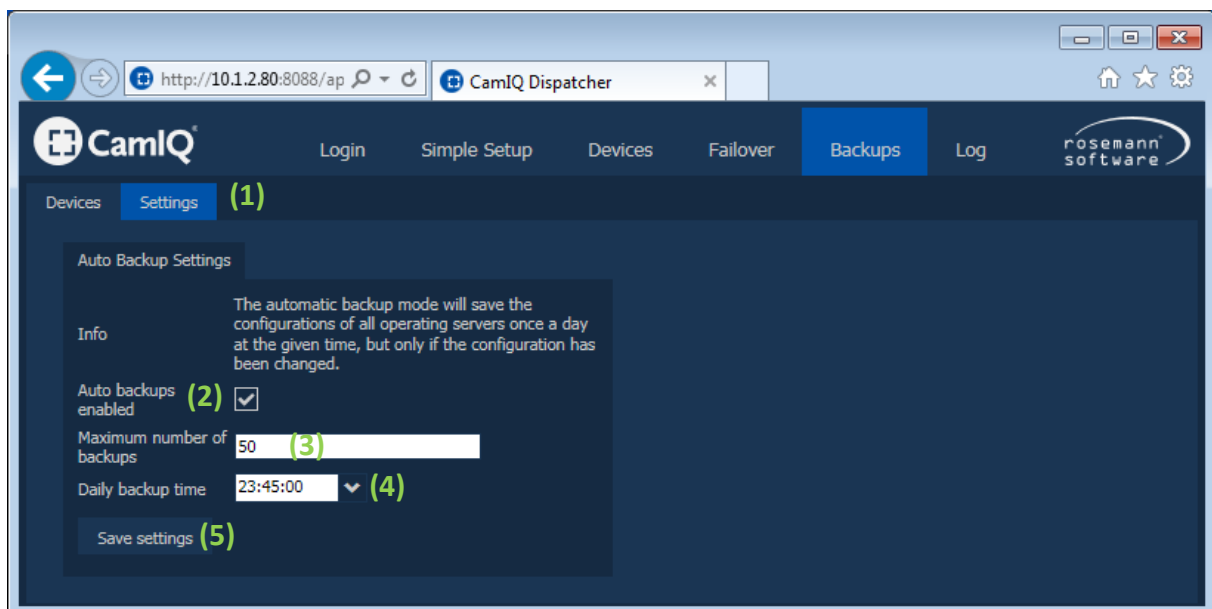 http://10.1.2.80:8088/ap
CamIQ Dispatcher
CamIQ
Login Simple Setup Devices Failover Backups Log
rosemann
software
Devices Settings (1)
Auto Backup Settings
Info
The automatic backup mode will save the
configurations of all operating servers once a day
at the given time, but only if the configuration has
been changed.
Auto backups
enabled
(2)
Maximum number of
backups
50 (3)
Daily backup time 23:45:00 (4)
Save settings (5)